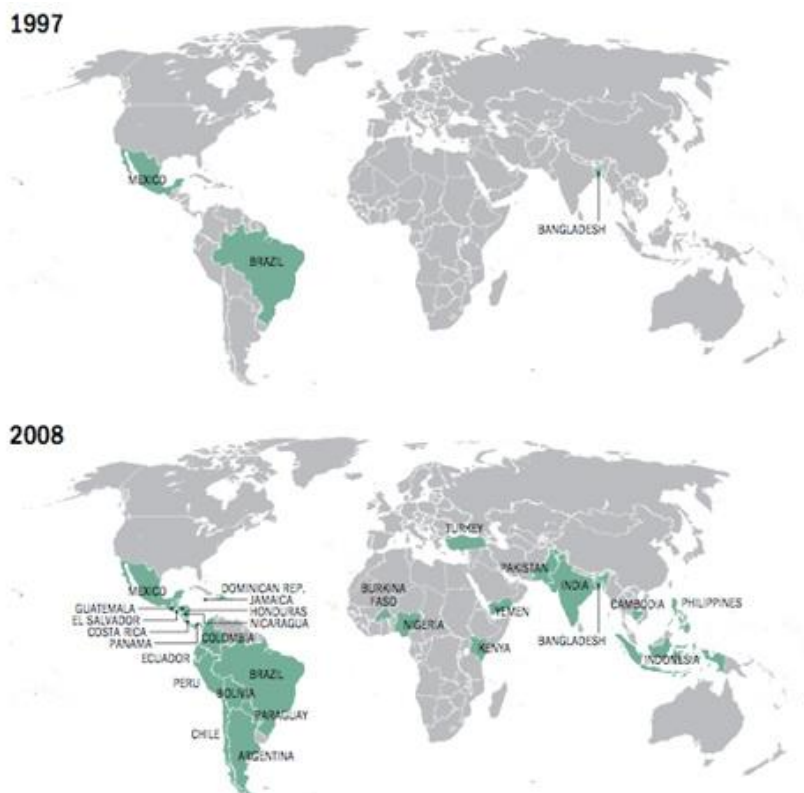 1997
MEXICO
BRAZIL
BANGLADESH
2008
TURKEY
PAKISTAN
INDIA
MEXICO
DOMINICAN REP.
JAMAICA
GUATEMALA
HONDURAS
EL SALVADOR
NICARAGUA
COSTA RICA
PANAMA
COLOMBIA
ECUADOR
BURKINA
FASO
NIGERIA
YEMEN
KENYA
BANGLADESH
CAMBODIA
PHILIPPINES
INDONESIA
BRAZIL
PERU
BOLIVIA
PARAGUAY
CHILE
ARGENTINA